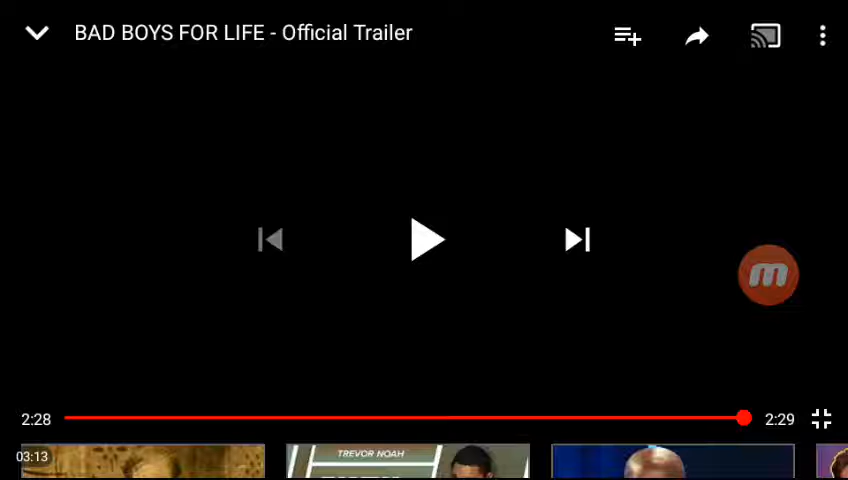 BAD BOYS FOR LIFE - Official Trailer
m
2:28
2:29
03:13
TREVOR NOAH